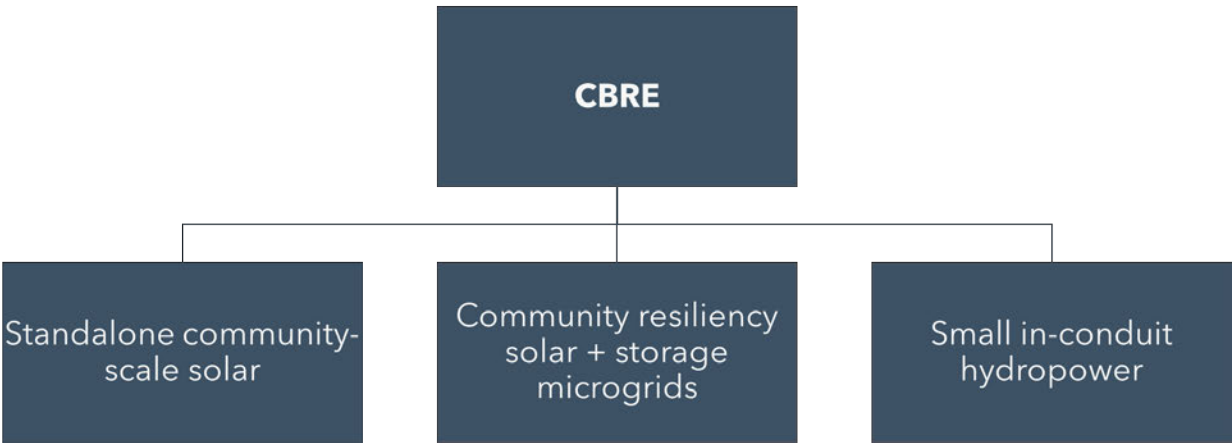 CBRE
Standalone community-
scale solar
Community resiliency
solar + storage
microgrids
Small in-conduit
hydropower